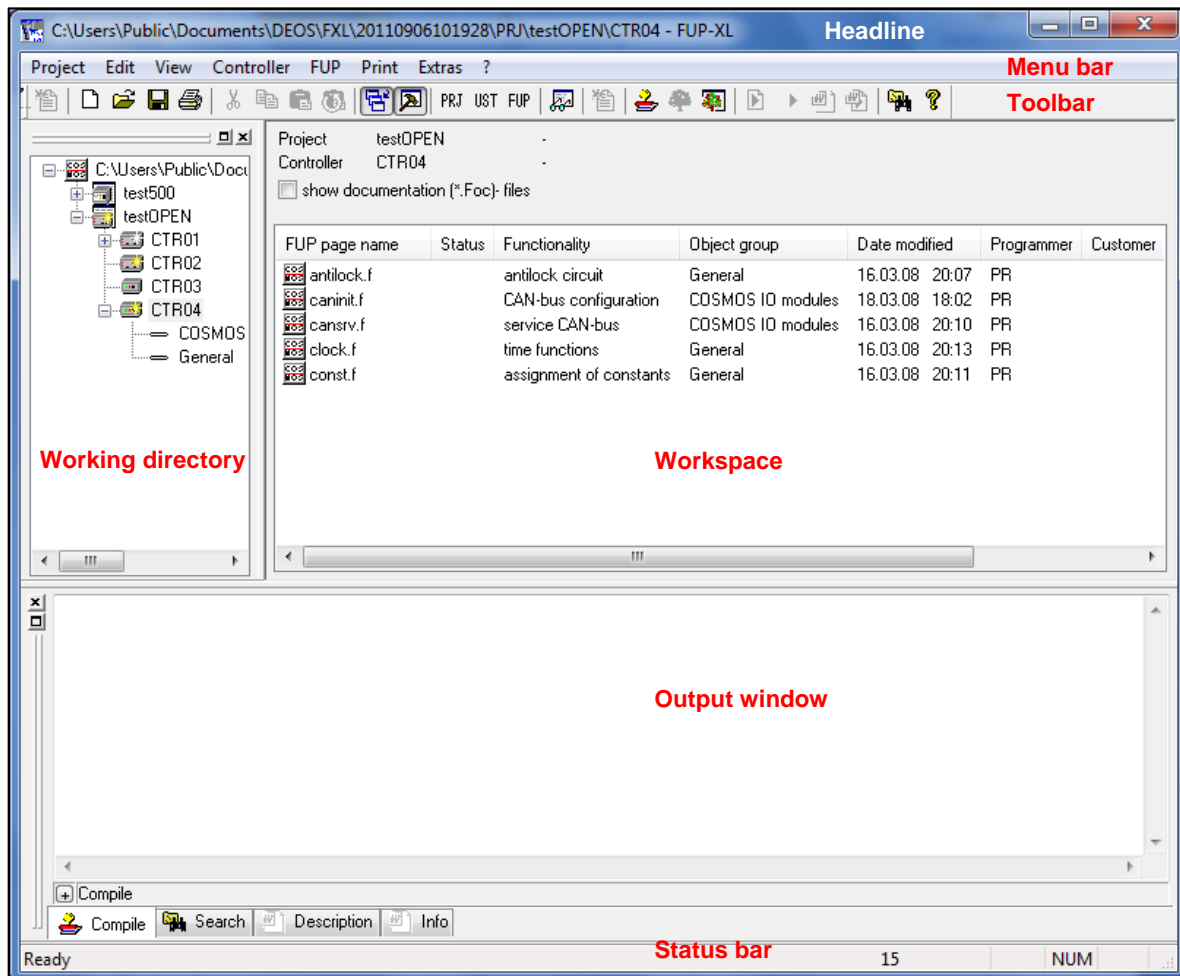 C:\Users\Public\Documents\DEOS\FXL\20110906101928\PRJ\testOPEN\CTR04 - FUP-XL Headline
Project Edit View Controller FUP Print Extras ? Menu bar
PRJ UST FUP Toolbar
Project testOPEN -
Controller CTR04 -
show documentation (*.Foc)- files
C:\Users\Public\Docu
test500
testOPEN
CTR01
CTR02
CTR03
CTR04
COSMOS
General
Working directory
FUP page name Status Functionality Object group Date modified Programmer Customer
antilock.f antilock circuit General 16.03.08 20:07 PR
caninit.f CAN-bus configuration COSMOS IO modules 18.03.08 18:02 PR
cansrv.f service CAN-bus COSMOS IO modules 16.03.08 20:10 PR
clock.f time functions General 16.03.08 20:13 PR
const.f assignment of constants General 16.03.08 20:11 PR
Workspace
Output window
Compile
Compile Search Description Info
Status bar
Ready 15 NUM